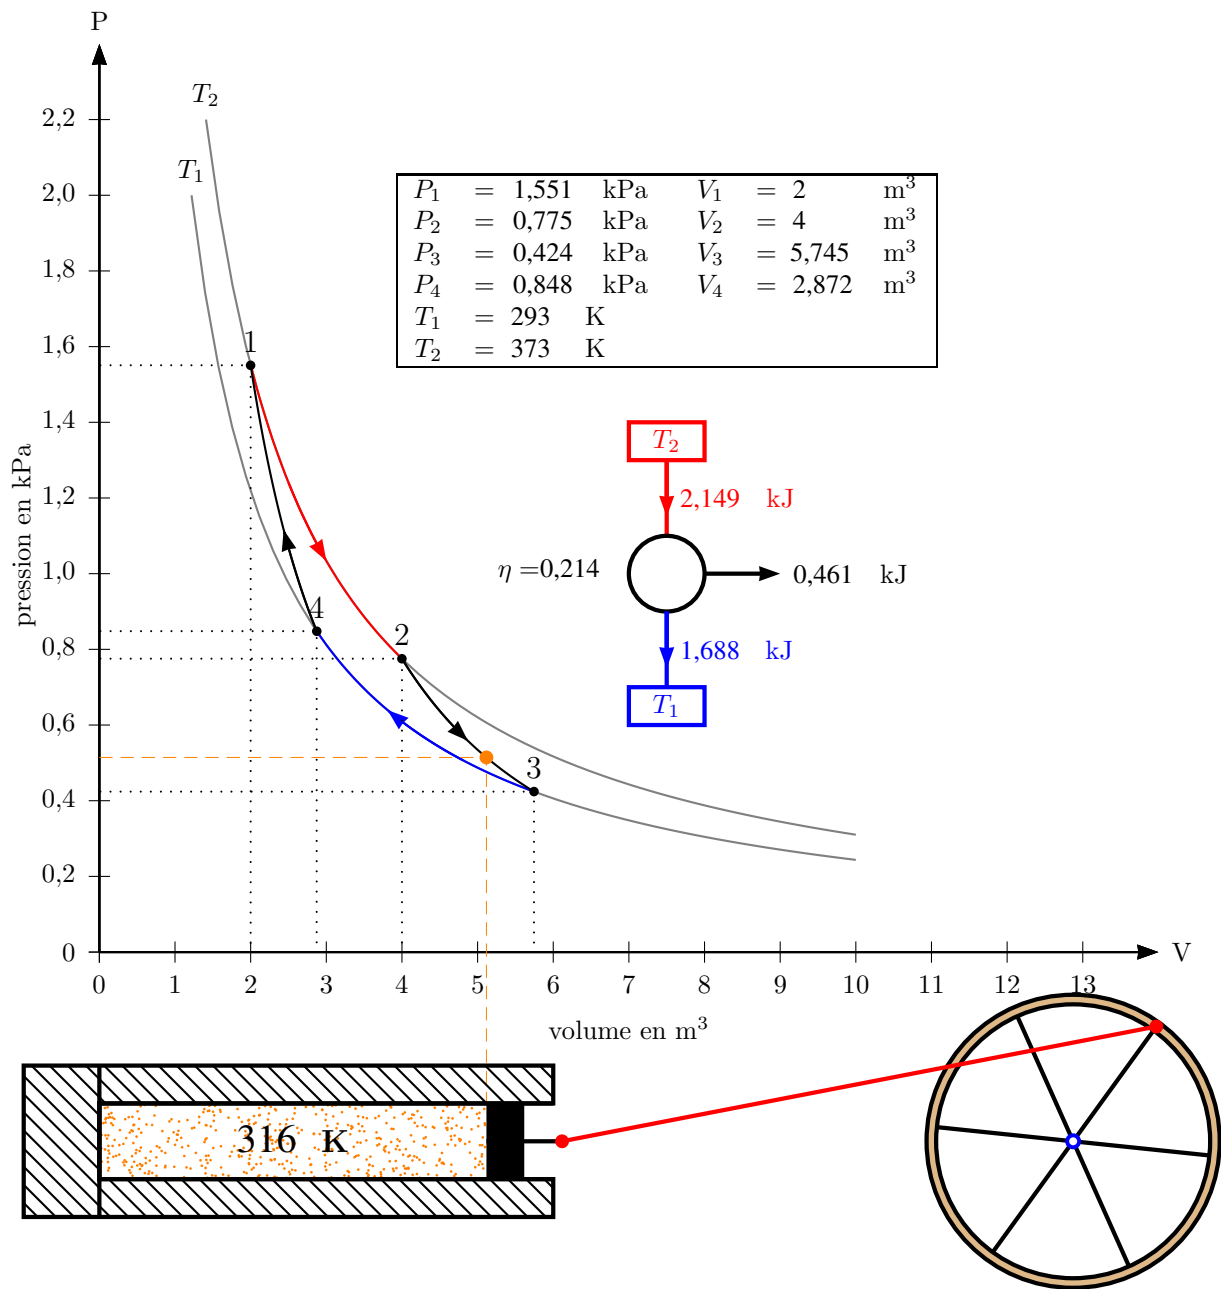 P
T₂
2,2
T₁
2,0
P₁ = 1,551 kPa V₁ = 2 m³
P₂ = 0,775 kPa V₂ = 4 m³
P₃ = 0,424 kPa V₃ = 5,745 m³
P₄ = 0,848 kPa V₄ = 2,872 m³
T₁ = 293 K
T₂ = 373 K
1,8
1,6
1
1,4
T₂
pression en kPa
1,2
2,149 kJ
1,0
η =0,214
0,461 kJ
4
0,8
2
1,688 kJ
0,6
T₁
3
0,4
0,2
0
V
0 1 2 3 4 5 6 7 8 9 10 11 12 13
volume en m³
316 K